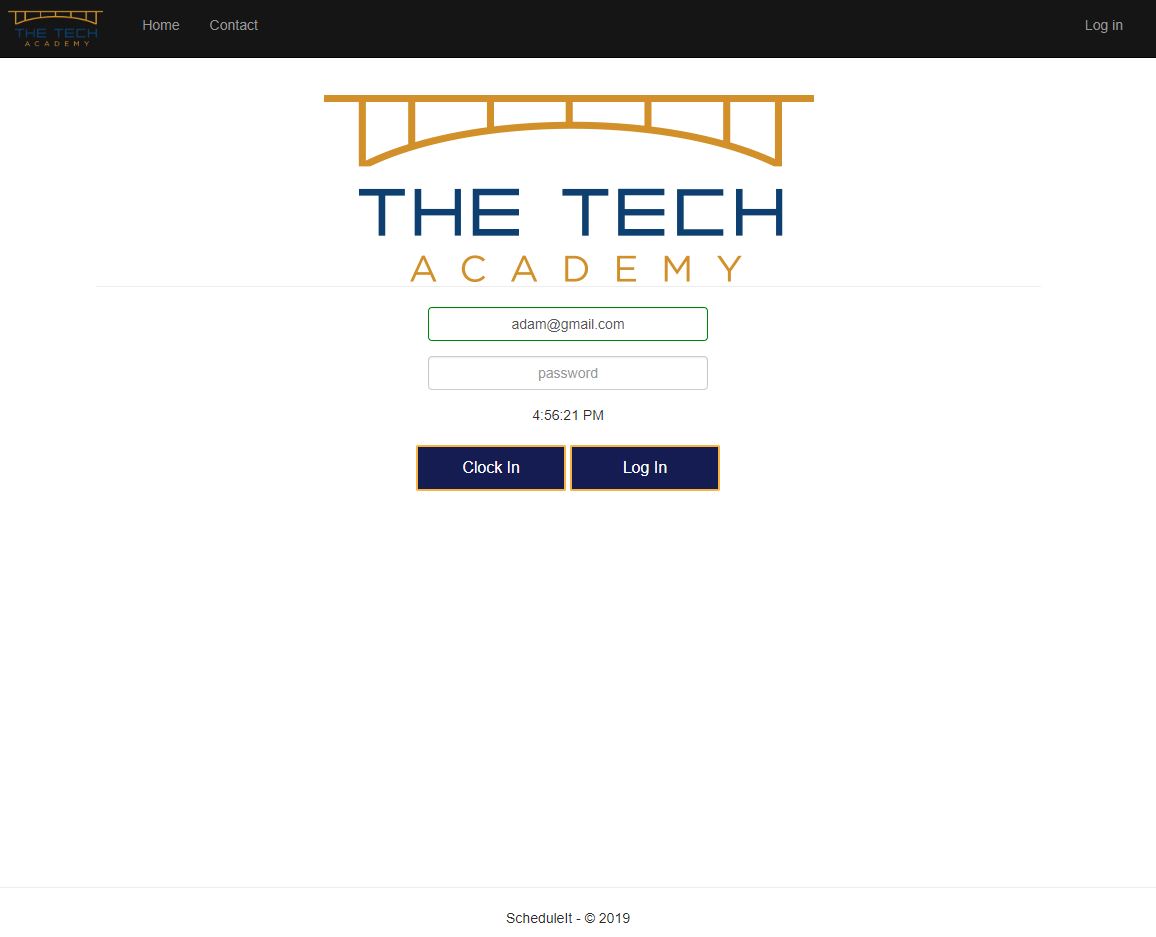 THE TECH
ACADEMY
Home Contact Log in
THE TECH
ACADEMY
adam@gmail.com
password
4:56:21 PM
Clock In Log In
ScheduleIt - © 2019